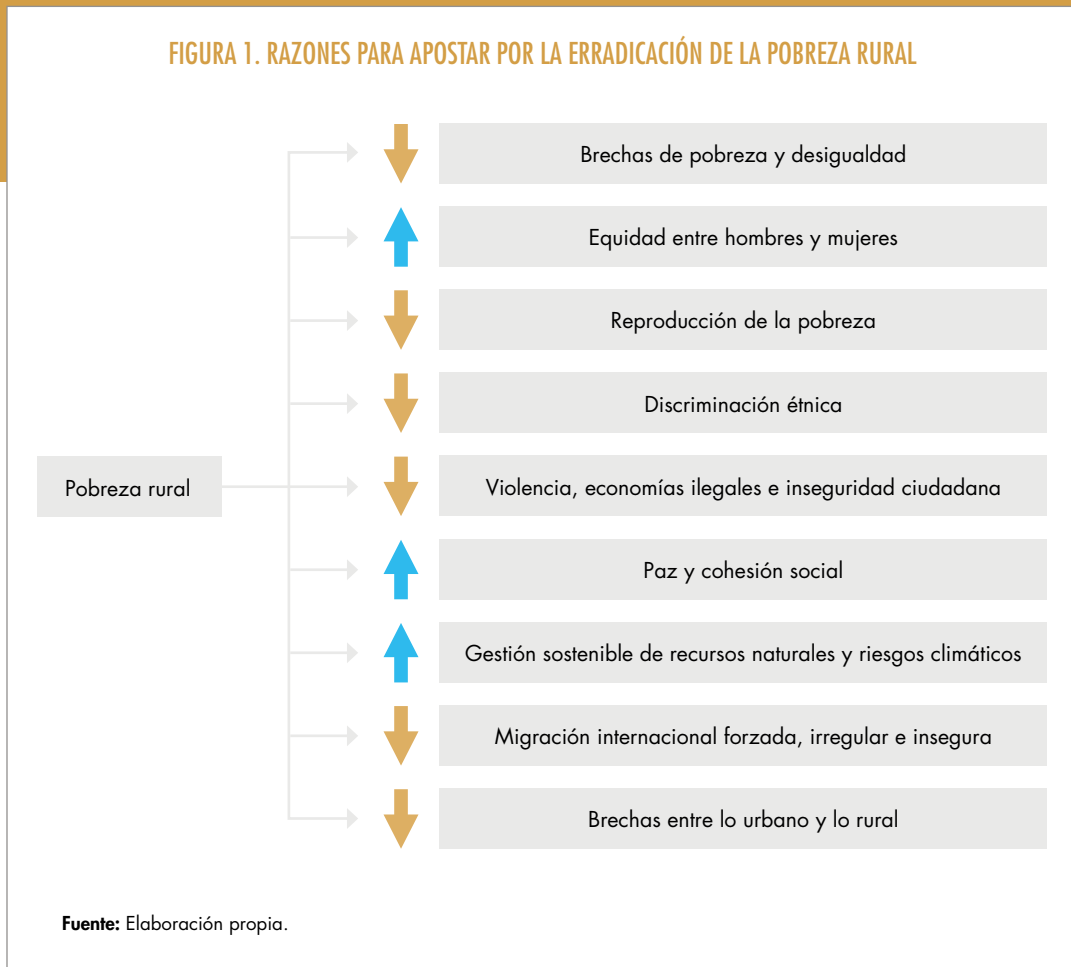 FIGURA 1. RAZONES PARA APOSTAR POR LA ERRADICACIÓN DE LA POBREZA RURAL
Brechas de pobreza y desigualdad
Equidad entre hombres y mujeres
Reproducción de la pobreza
Discriminación étnica
Pobreza rural
Violencia, economías ilegales e inseguridad ciudadana
Paz y cohesión social
Gestión sostenible de recursos naturales y riesgos climáticos
Migración internacional forzada, irregular e insegura
Brechas entre lo urbano y lo rural
Fuente: Elaboración propia.